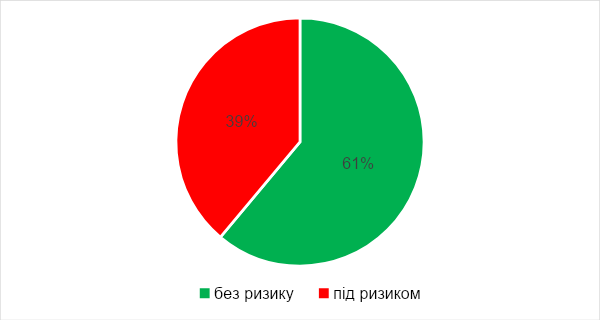 39%
61%
без ризику
під ризиком